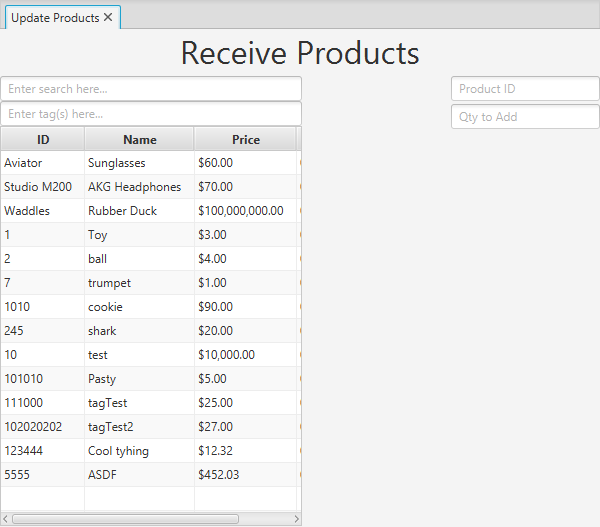 Update Products
Receive Products
Enter search here...
Product ID
Enter tag(s) here...
Qty to Add
ID Name Price
Aviator Sunglasses $60.00
Studio M200 AKG Headphones $70.00
Waddles Rubber Duck $100,000,000.00
1 Toy $3.00
2 ball $4.00
7 trumpet $1.00
1010 cookie $90.00
245 shark $20.00
10 test $10,000.00
101010 Pasty $5.00
111000 tagTest $25.00
102020202 tagTest2 $27.00
123444 Cool tyhing $12.32
5555 ASDF $452.03